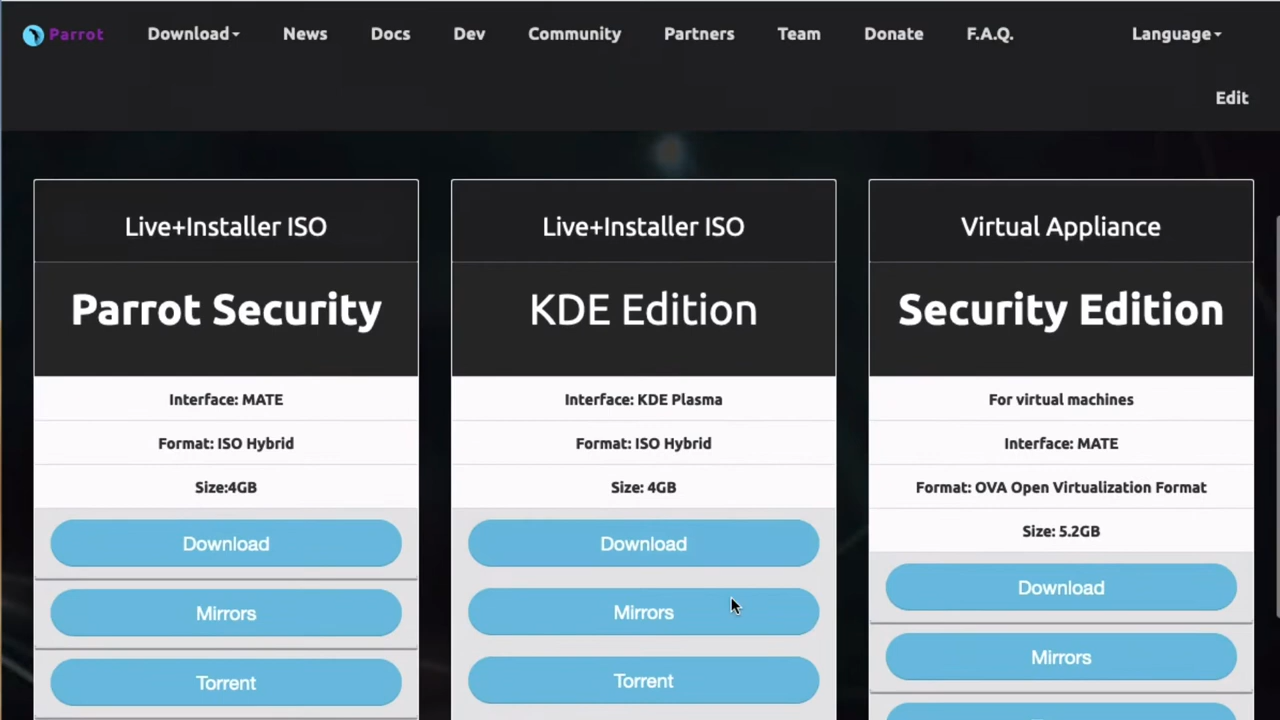 Parrot Download News Docs Dev Community Partners Team Donate F.A.Q. Language
Edit
Live+Installer ISO
Parrot Security
Interface: MATE
Format: ISO Hybrid
Size:4GB
Download
Mirrors
Torrent
Live+Installer ISO
KDE Edition
Interface: KDE Plasma
Format: ISO Hybrid
Size: 4GB
Download
Mirrors
Torrent
Virtual Appliance
Security Edition
For virtual machines
Interface: MATE
Format: OVA Open Virtualization Format
Size: 5.2GB
Download
Mirrors